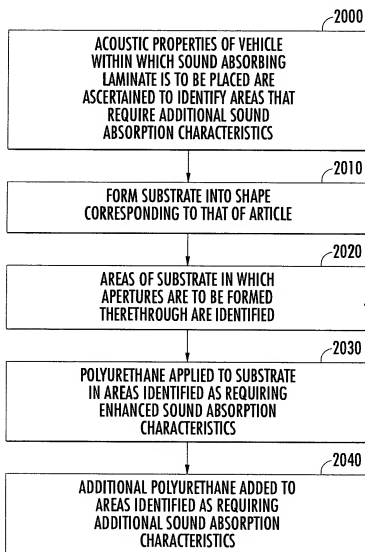 2000
ACOUSTIC PROPERTIES OF VEHICLE
WITHIN WHICH SOUND ABSORBING
LAMINATE IS TO BE PLACED ARE
ASCERTAINED TO IDENTIFY AREAS THAT
REQUIRE ADDITIONAL SOUND
ABSORPTION CHARACTERISTICS
2010
FORM SUBSTRATE INTO SHAPE
CORRESPONDING TO THAT OF ARTICLE
2020
AREAS OF SUBSTRATE IN WHICH
APERTURES ARE TO BE FORMED
THERETHROUGH ARE IDENTIFIED
2030
POLYURETHANE APPLIED TO SUBSTRATE
IN AREAS IDENTIFIED AS REQUIRING
ENHANCED SOUND ABSORPTION
CHARACTERISTICS
2040
ADDITIONAL POLYURETHANE ADDED TO
AREAS IDENTIFIED AS REQUIRING
ADDITIONAL SOUND ABSORPTION
CHARACTERISTICS